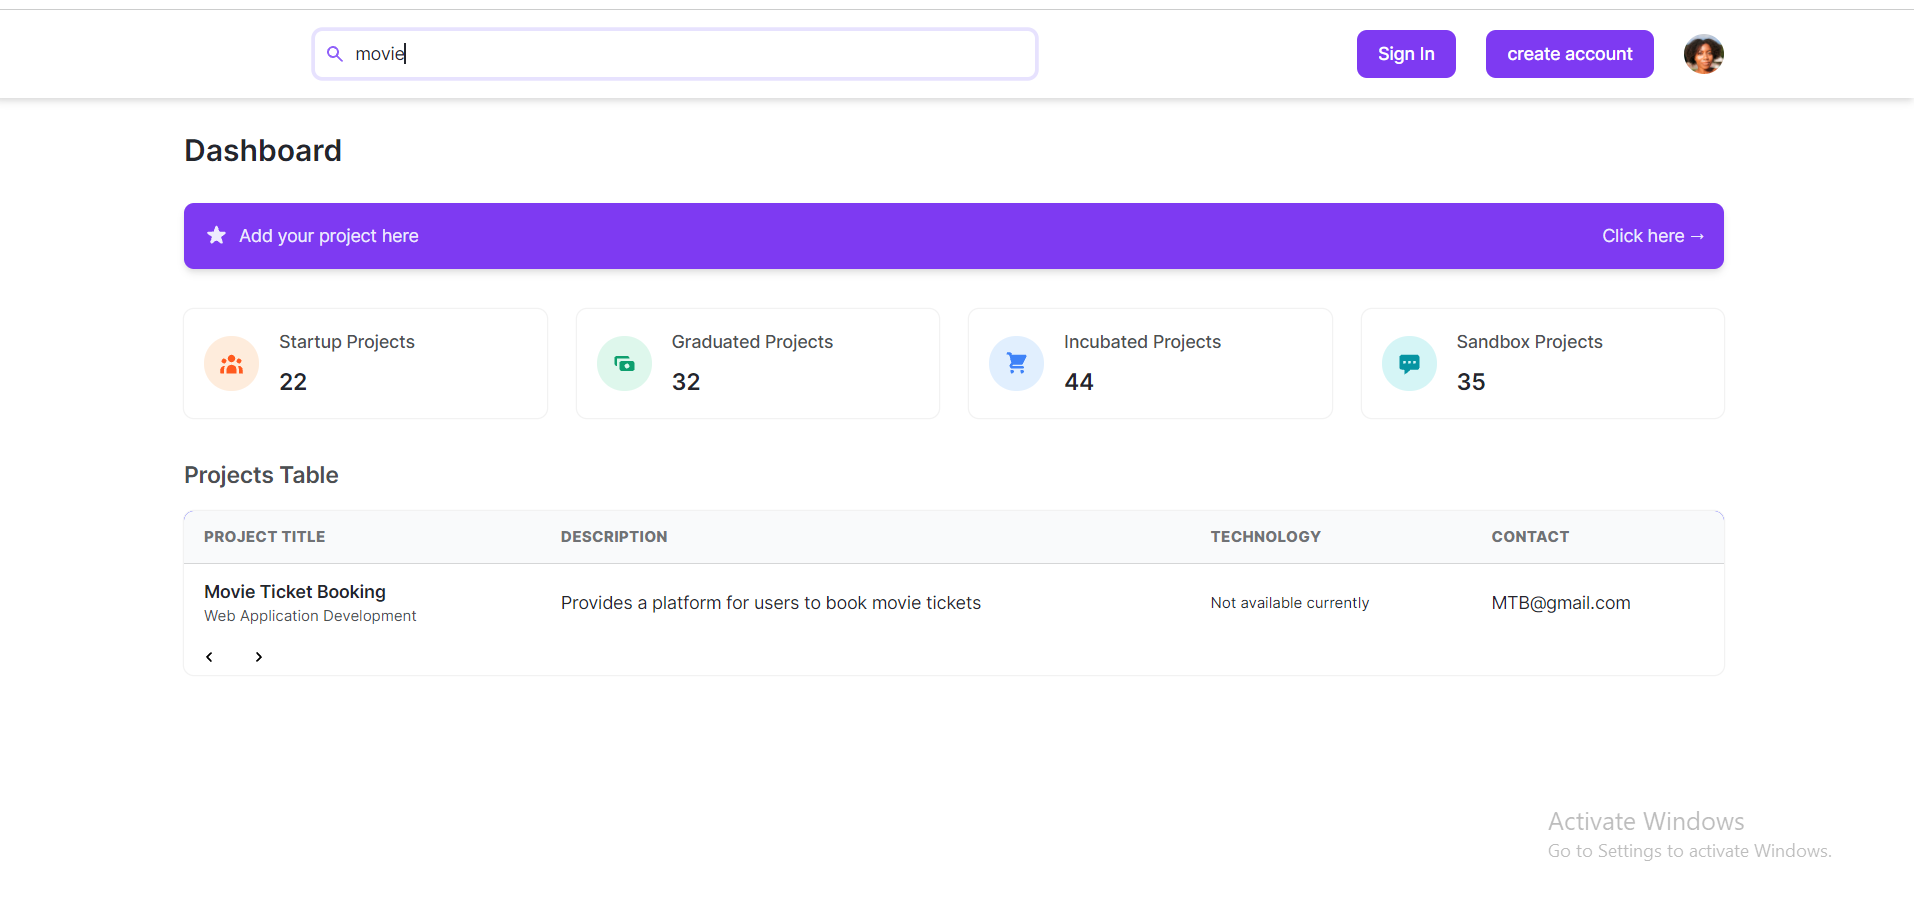 movie
Sign In
create account
Dashboard
Add your project here
Click here →
Startup Projects
22
Graduated Projects
32
Incubated Projects
44
Sandbox Projects
35
Projects Table
PROJECT TITLE
DESCRIPTION
TECHNOLOGY
CONTACT
Movie Ticket Booking
Web Application Development
Provides a platform for users to book movie tickets
Not available currently
MTB@gmail.com
Activate Windows
Go to Settings to activate Windows.